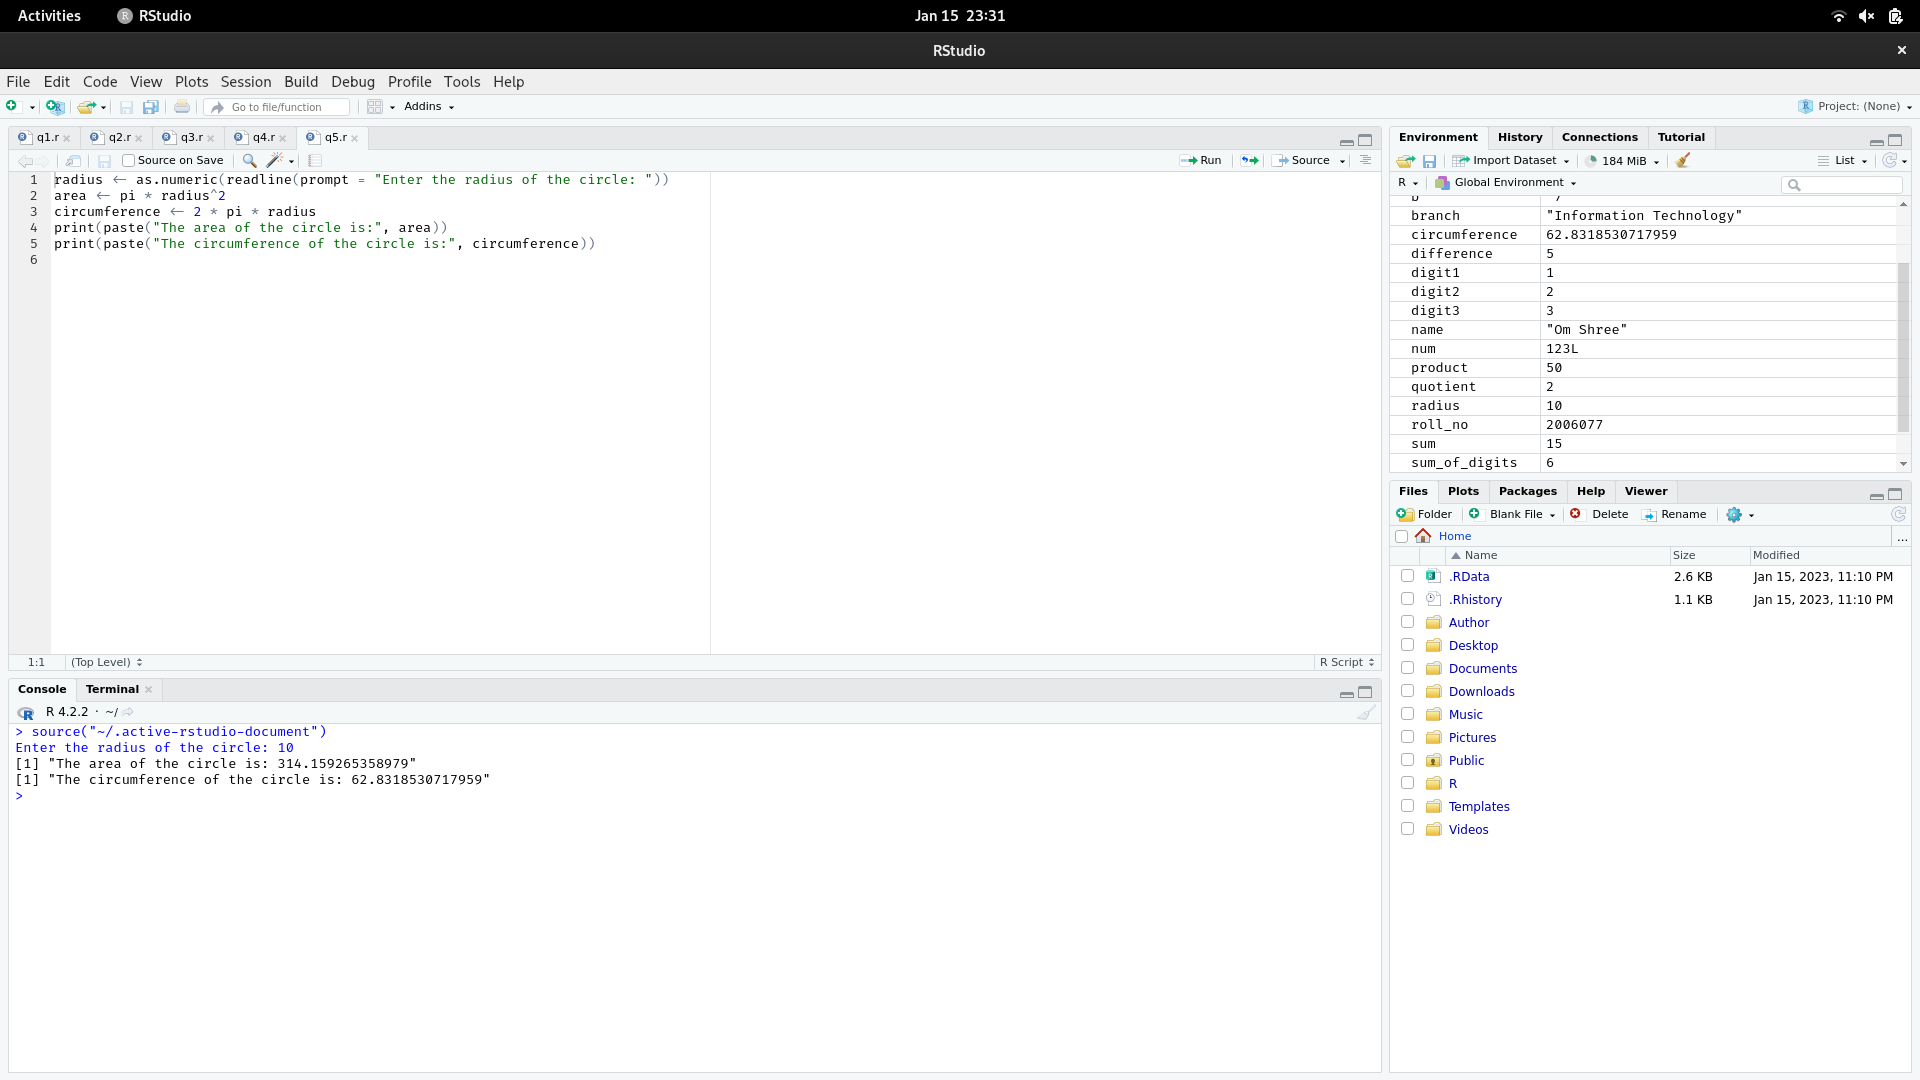 Activities RStudio Jan 15 23:31
RStudio
File Edit Code View Plots Session Build Debug Profile Tools Help
Go to file/function Addins Project: (None)
q1.r q2.r q3.r q4.r q5.r
Source on Save Run Source
1 radius <- as.numeric(readline(prompt = "Enter the radius of the circle: "))
2 area <- pi * radius^2
3 circumference <- 2 * pi * radius
4 print(paste("The area of the circle is:", area))
5 print(paste("The circumference of the circle is:", circumference))
6
1:1 (Top Level) R Script
Console Terminal
R 4.2.2 · ~/
> source("~/.active-rstudio-document")
Enter the radius of the circle: 10
[1] "The area of the circle is: 314.159265358979"
[1] "The circumference of the circle is: 62.8318530717959"
>
Environment History Connections Tutorial
Import Dataset 184 MiB List
R Global Environment
branch "Information Technology"
circumference 62.8318530717959
difference 5
digit1 1
digit2 2
digit3 3
name "Om Shree"
num 123L
product 50
quotient 2
radius 10
roll_no 2006077
sum 15
sum_of_digits 6
Files Plots Packages Help Viewer
Folder Blank File Delete Rename
Home ...
Name Size Modified
.RData 2.6 KB Jan 15, 2023, 11:10 PM
.Rhistory 1.1 KB Jan 15, 2023, 11:10 PM
Author
Desktop
Documents
Downloads
Music
Pictures
Public
R
Templates
Videos